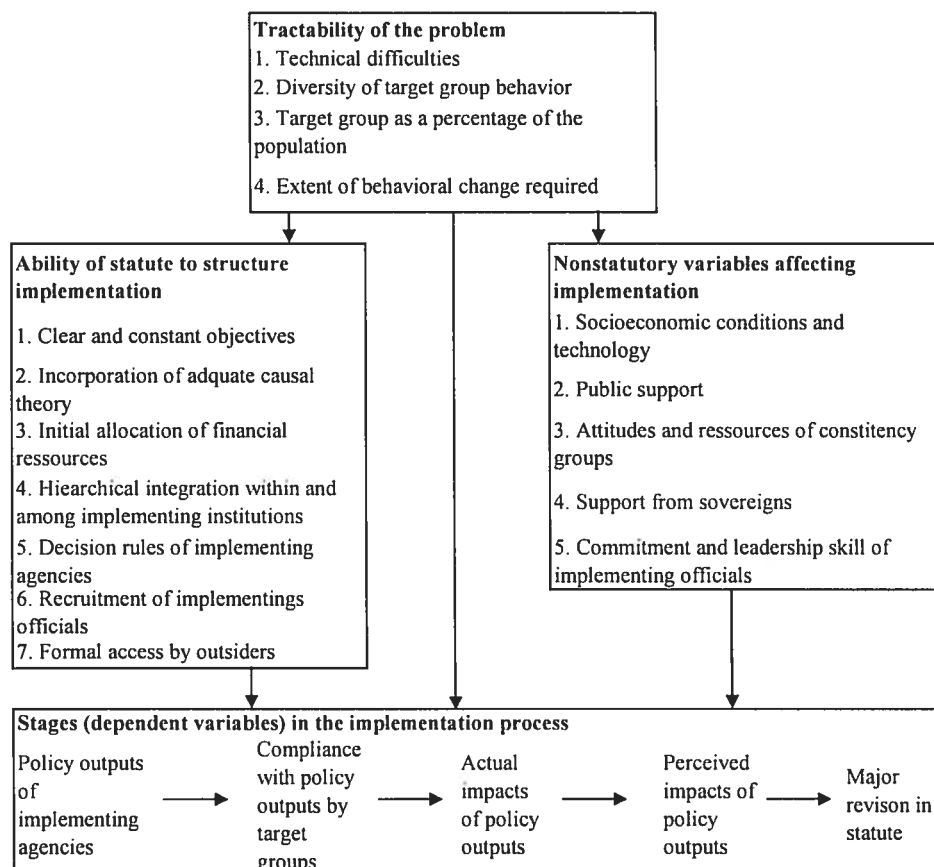 Tractability of the problem
1. Technical difficulties
2. Diversity of target group behavior
3. Target group as a percentage of the
population
4. Extent of behavioral change required
Ability of statute to structure
implementation
1. Clear and constant objectives
2. Incorporation of adquate causal
theory
3. Initial allocation of financial
ressources
4. Hiearchical integration within and
among implementing institutions
5. Decision rules of implementing
agencies
6. Recruitment of implementings
officials
7. Formal access by outsiders
Nonstatutory variables affecting
implementation
1. Socioeconomic conditions and
technology
2. Public support
3. Attitudes and ressources of constitency
groups
4. Support from sovereigns
5. Commitment and leadership skill of
implementing officials
Stages (dependent variables) in the implementation process
Policy outputs
of
implementing
agencies
Compliance
with policy
outputs by
target
groups
Actual
impacts
of policy
outputs
Perceived
impacts of
policy
outputs
Major
revison in
statute